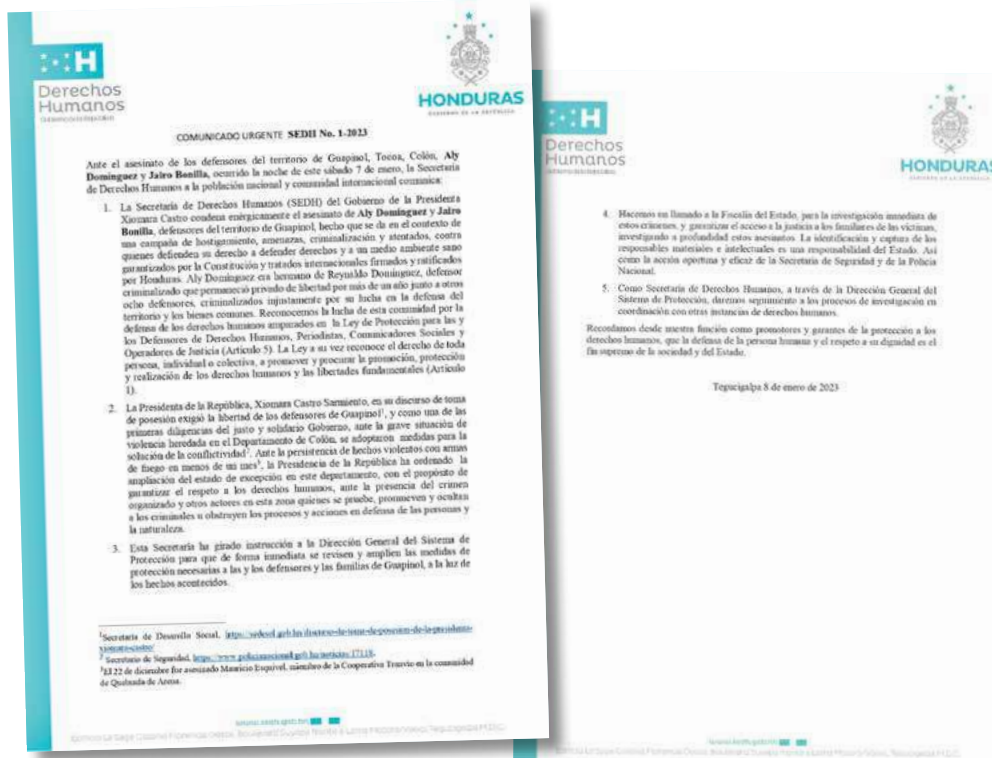 H
Derechos
Humanos
HONDURAS
GOBIERNO DE LA REPÚBLICA
COMUNICADO URGENTE SEDH No. 1-2023
Ante el asesinato de los defensores del territorio de Guapinol, Tocoa, Colón, Aly
Domínguez y Jairo Bonilla, ocurrido la noche de este sábado 7 de enero, la Secretaría
de Derechos Humanos a la población nacional y comunidad internacional comunica:
1. La Secretaría de Derechos Humanos (SEDH) del Gobierno de la Presidenta
Xiomara Castro condena enérgicamente el asesinato de Aly Domínguez y Jairo
Bonilla, defensores del territorio de Guapinol, hecho que se da en el contexto de
una campaña de hostigamiento, amenazas, criminalización y atentados, contra
quienes defienden su derecho a defender derechos y a un medio ambiente sano
garantizados por la Constitución y tratados internacionales firmados y ratificados
por Honduras. Aly Domínguez era hermano de Reynaldo Domínguez, defensor
criminalizado que permaneció privado de libertad por más de un año junto a otros
ocho defensores, criminalizados injustamente por su lucha en la defensa del
territorio y los bienes comunes. Reconocemos la lucha de esta comunidad por la
defensa de los derechos humanos amparados en la Ley de Protección para las y
los Defensores de Derechos Humanos, Periodistas, Comunicadores Sociales y
Operadores de Justicia (Artículo 5). La Ley a su vez reconoce el derecho de toda
persona, individual o colectiva, a promover y procurar la promoción, protección
y realización de los derechos humanos y las libertades fundamentales (Artículo
1).
2. La Presidenta de la República, Xiomara Castro Sarmiento, en su discurso de toma
de posesión exigió la libertad de los defensores de Guapinol¹, y como una de las
primeras diligencias del justo y solidario Gobierno, ante la grave situación de
violencia heredada en el Departamento de Colón, se adoptaron medidas para la
solución de la conflictividad². Ante la persistencia de hechos violentos con armas
de fuego en menos de un mes³, la Presidencia de la República ha ordenado la
ampliación del estado de excepción en este departamento, con el propósito de
garantizar el respeto a los derechos humanos, ante la presencia del crimen
organizado y otros actores en esta zona quienes se pruebe, promueven y ocultan
a los criminales u obstruyen los procesos y acciones en defensa de las personas y
la naturaleza.
3. Esta Secretaría ha girado instrucción a la Dirección General del Sistema de
Protección para que de forma inmediata se revisen y amplíen las medidas de
protección necesarias a las y los defensores y las familias de Guapinol, a la luz de
los hechos acontecidos.
¹Secretaría de Desarrollo Social,
² Secretaría de Seguridad,
³El 22 de diciembre fue asesinado Mauricio Esquivel, miembro de la Cooperativa Tranvío en la comunidad
de Quebrada de Arena.
H
Derechos
Humanos
HONDURAS
4. Hacemos un llamado a la Fiscalía del Estado, para la investigación inmediata de
estos crímenes, y garantizar el acceso a la justicia a los familiares de las víctimas,
investigando a profundidad estos asesinatos. La identificación y captura de los
responsables materiales e intelectuales es una responsabilidad del Estado. Así
como la acción oportuna y eficaz de la Secretaría de Seguridad y de la Policía
Nacional.
5. Como Secretaría de Derechos Humanos, a través de la Dirección General del
Sistema de Protección, daremos seguimiento a los procesos de investigación en
coordinación con otras instancias de derechos humanos.
Recordamos desde nuestra función como promotores y garantes de la protección a los
derechos humanos, que la defensa de la persona humana y el respeto a su dignidad es el
fin supremo de la sociedad y del Estado.
Tegucigalpa 8 de enero de 2023